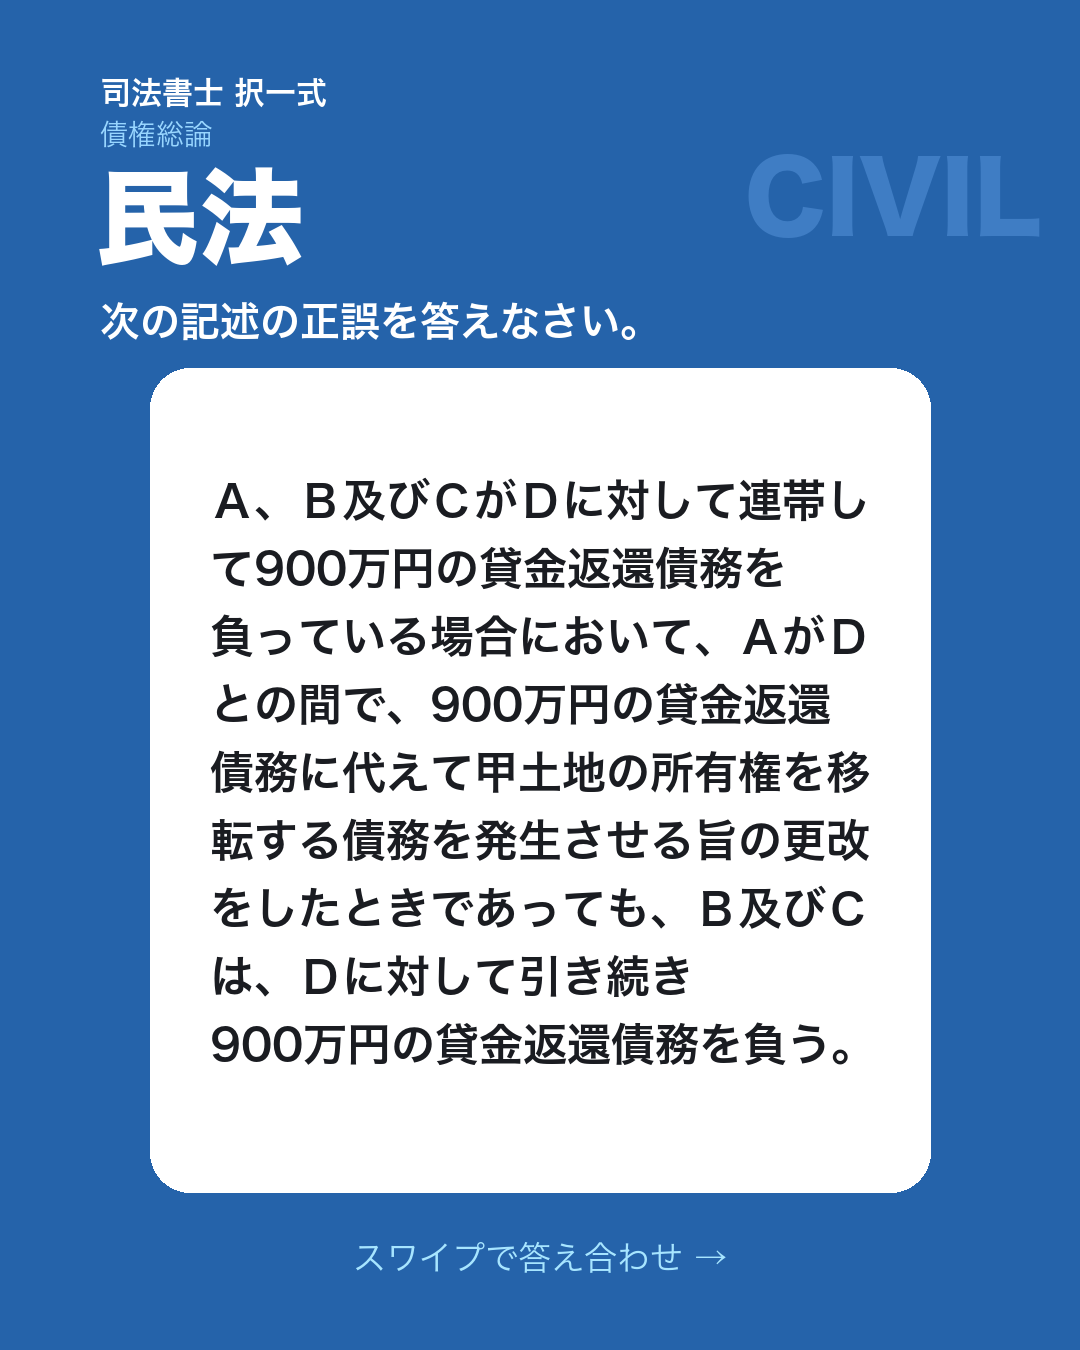 司法書士 択一式
債権総論
民法
CIVIL
次の記述の正誤を答えなさい。
Ａ、Ｂ及びＣがＤに対して連帯し
て900万円の貸金返還債務を
負っている場合において、ＡがＤ
との間で、900万円の貸金返還
債務に代えて甲土地の所有権を移
転する債務を発生させる旨の更改
をしたときであっても、Ｂ及びＣ
は、Ｄに対して引き続き
900万円の貸金返還債務を負う。
スワイプで答え合わせ →